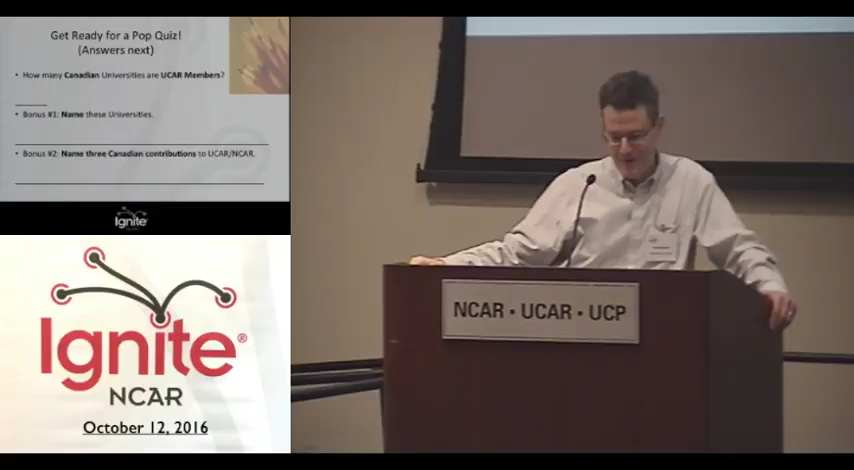 Get Ready for a Pop Quiz!
(Answers next)
• How many Canadian Universities are UCAR Members?
• Bonus #1: Name these Universities.
• Bonus #2: Name three Canadian contributions to UCAR/NCAR.
Ignite
Ignite®
NCAR
October 12, 2016
NCAR • UCAR • UCP